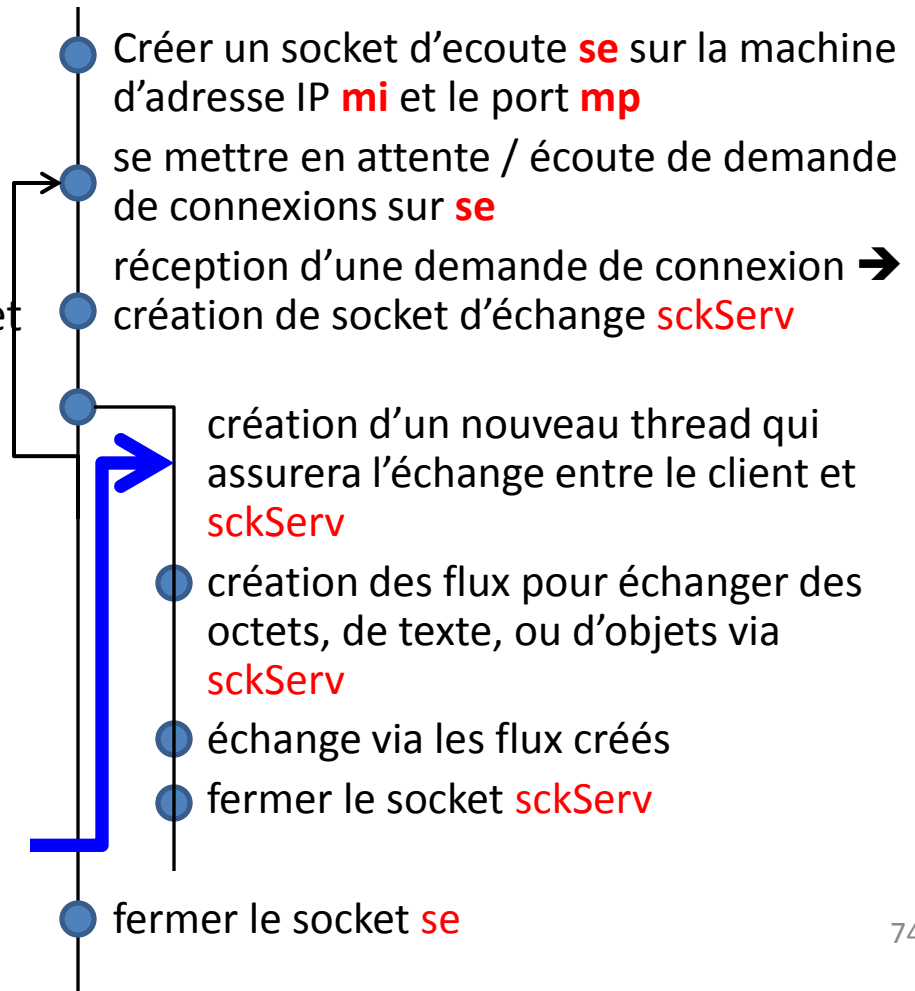 Créer un socket d'ecoute se sur la machine
d'adresse IP mi et le port mp
se mettre en attente / écoute de demande
de connexions sur se
réception d'une demande de connexion ➔
et
création de socket d'échange sckServ
création d'un nouveau thread qui
assurera l'échange entre le client et
sckServ
création des flux pour échanger des
octets, de texte, ou d'objets via
sckServ
échange via les flux créés
fermer le socket sckServ
fermer le socket se
74